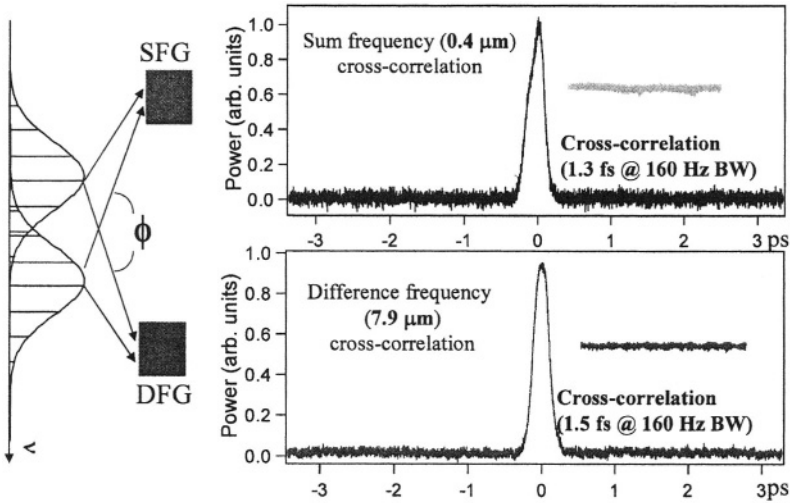 SFG
ϕ
DFG
ν
Power (arb. units)
1.0
0.8
0.6
0.4
0.2
0.0
Sum frequency (0.4 μm)
cross-correlation
Cross-correlation
(1.3 fs @ 160 Hz BW)
-3 -2 -1 0 1 2 3 ps
Power (arb. units)
1.0
0.8
0.6
0.4
0.2
0.0
Difference frequency
(7.9 μm)
cross-correlation
Cross-correlation
(1.5 fs @ 160 Hz BW)
-3 -2 -1 0 1 2 3 ps